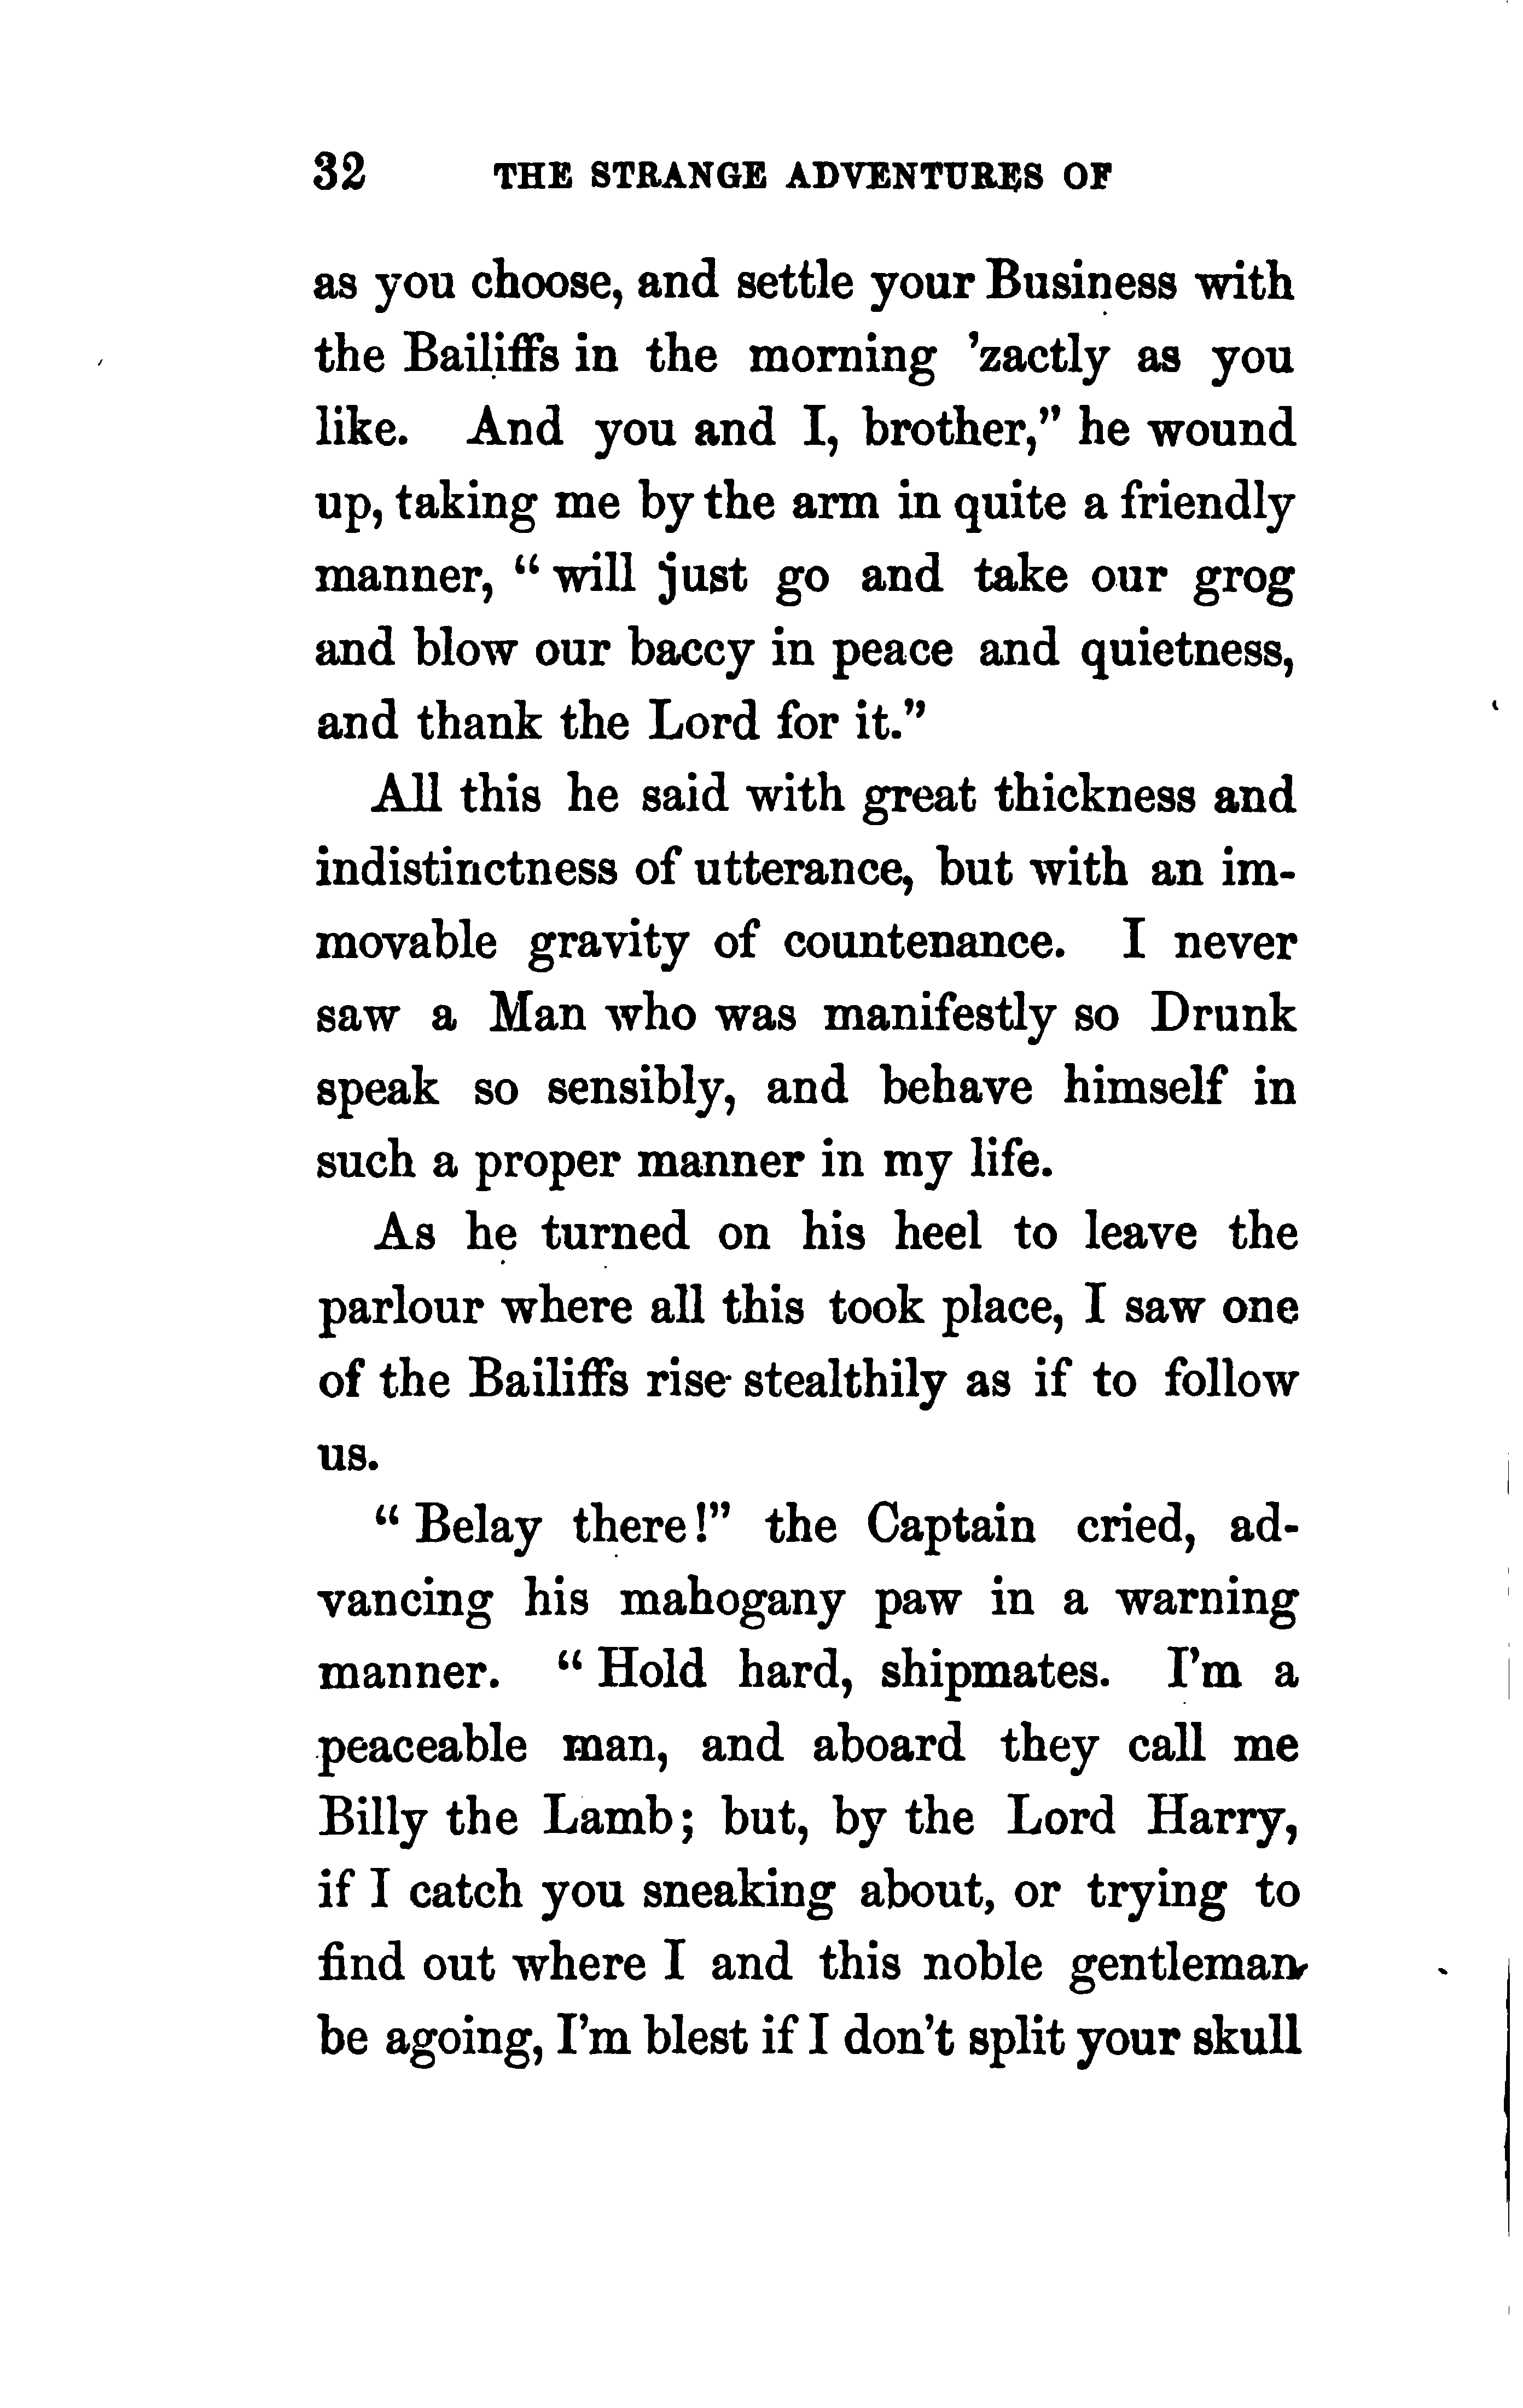 32 THE STRANGE ADVENTURES OF
as you choose, and settle your Business with
the Bailiffs in the morning 'zactly as you
like. And you and I, brother," he wound
up, taking me by the arm in quite a friendly
manner, " will just go and take our grog
and blow our baccy in peace and quietness,
and thank the Lord for it."
All this he said with great thickness and
indistinctness of utterance, but with an im-
movable gravity of countenance. I never
saw a Man who was manifestly so Drunk
speak so sensibly, and behave himself in
such a proper manner in my life.
As he turned on his heel to leave the
parlour where all this took place, I saw one
of the Bailiffs rise stealthily as if to follow
us.
" Belay there!" the Captain cried, ad-
vancing his mahogany paw in a warning
manner. " Hold hard, shipmates. I'm a
peaceable man, and aboard they call me
Billy the Lamb; but, by the Lord Harry,
if I catch you sneaking about, or trying to
find out where I and this noble gentleman
be agoing, I'm blest if I don't split your skull